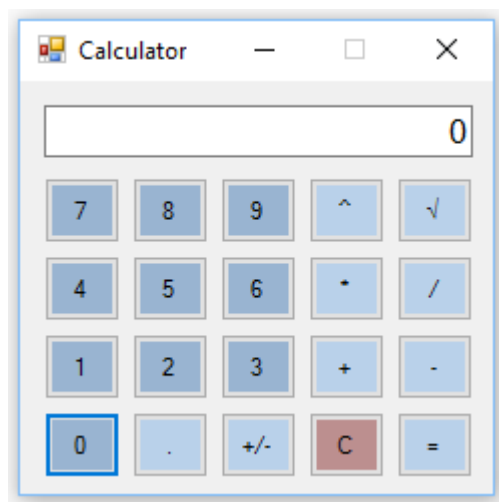 Calculator
0
7 8 9 ^ √
4 5 6 * /
1 2 3 + -
0 . +/- C =